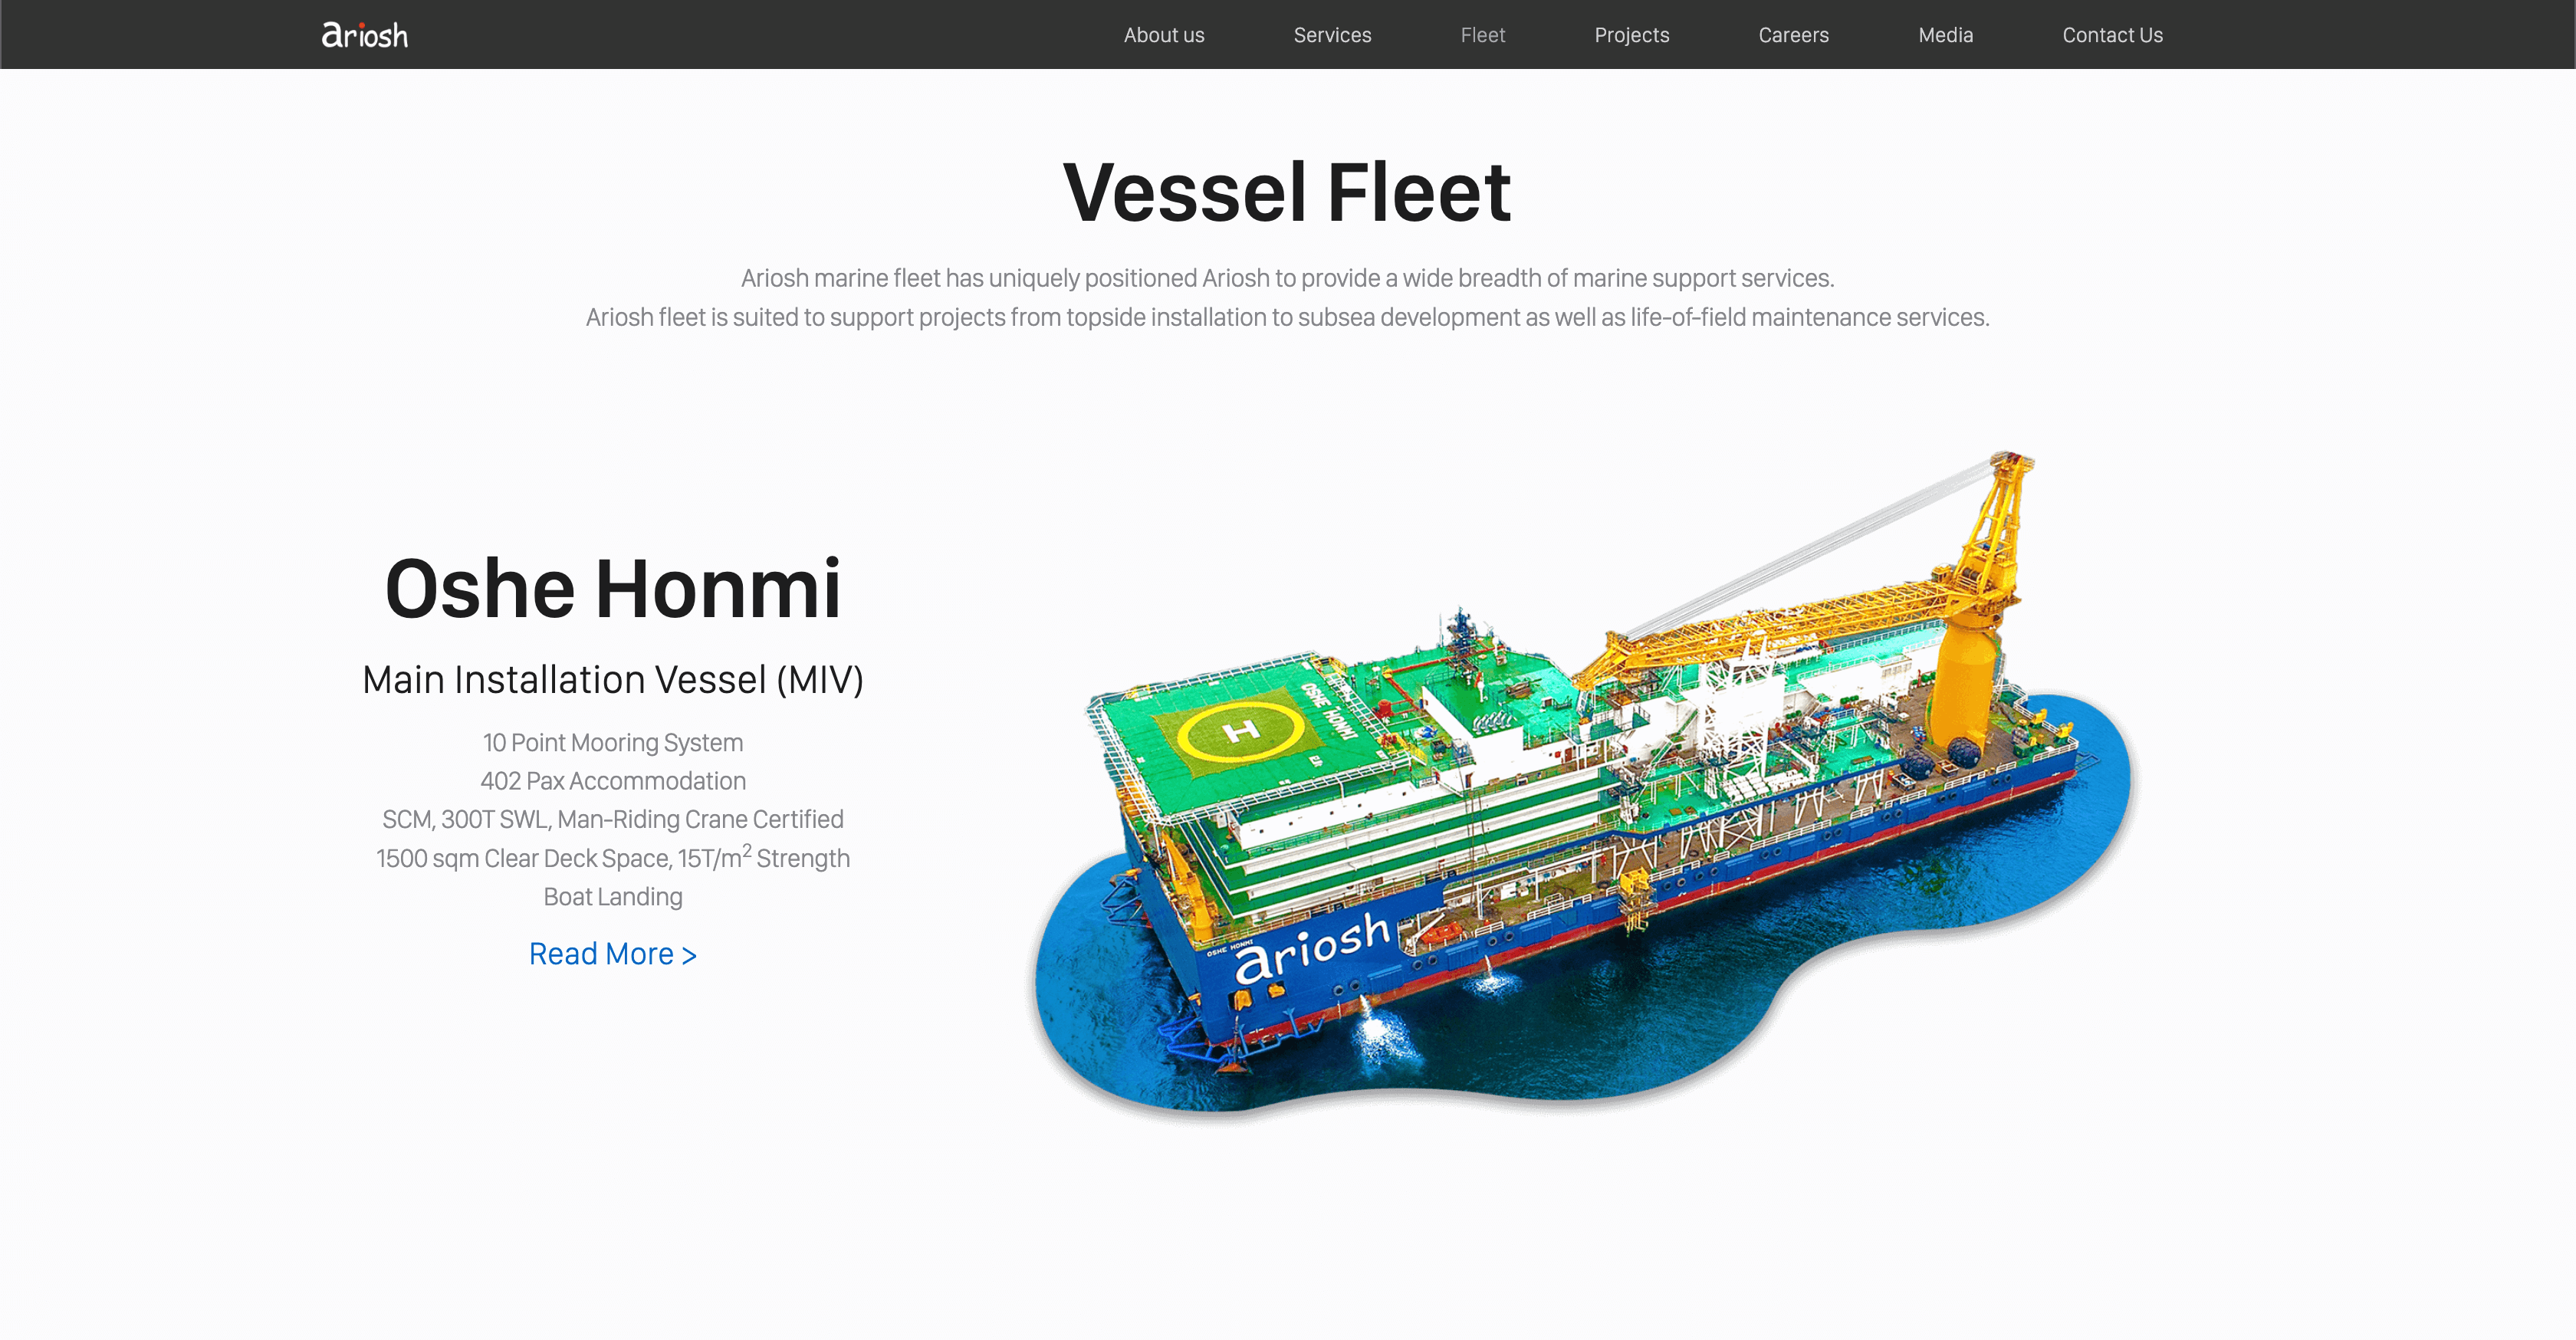 ariosh
About us
Services
Fleet
Projects
Careers
Media
Contact Us
Vessel Fleet
Ariosh marine fleet has uniquely positioned Ariosh to provide a wide breadth of marine support services.
Ariosh fleet is suited to support projects from topside installation to subsea development as well as life-of-field maintenance services.
Oshe Honmi
Main Installation Vessel (MIV)
10 Point Mooring System
402 Pax Accommodation
SCM, 300T SWL, Man-Riding Crane Certified
1500 sqm Clear Deck Space, 15T/m² Strength
Boat Landing
Read More >
OSHE HONMI
H
OSHE HONMI
ariosh